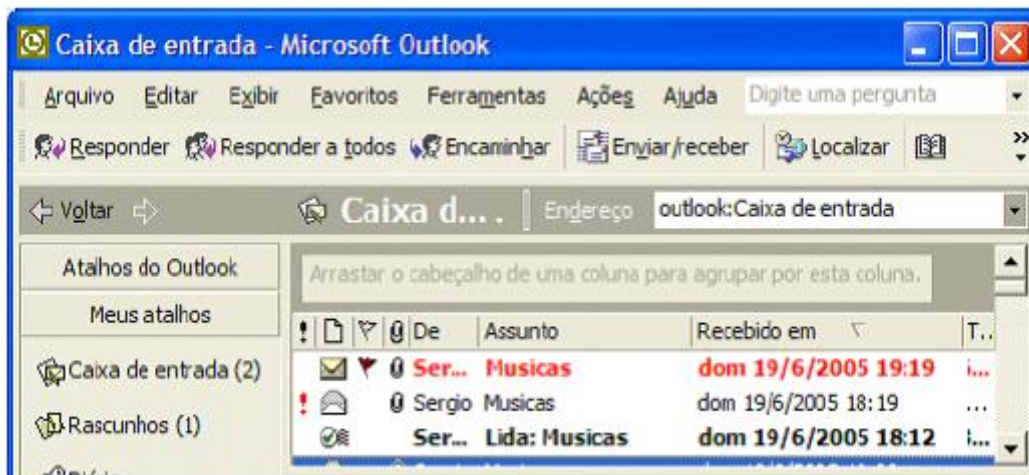 Caixa de entrada - Microsoft Outlook
Arquivo Editar Exibir Favoritos Ferramentas Ações Ajuda Digite uma pergunta
Responder Responder a todos Encaminhar Enviar/receber Localizar
Voltar Caixa d... . Endereço outlook:Caixa de entrada
Atalhos do Outlook
Meus atalhos
Caixa de entrada (2)
Rascunhos (1)
Arrastar o cabeçalho de uma coluna para agrupar por esta coluna.
De Assunto Recebido em T..
Ser... Musicas dom 19/6/2005 19:19
Sergio Musicas dom 19/6/2005 18:19 ...
Ser... Lida: Musicas dom 19/6/2005 18:12